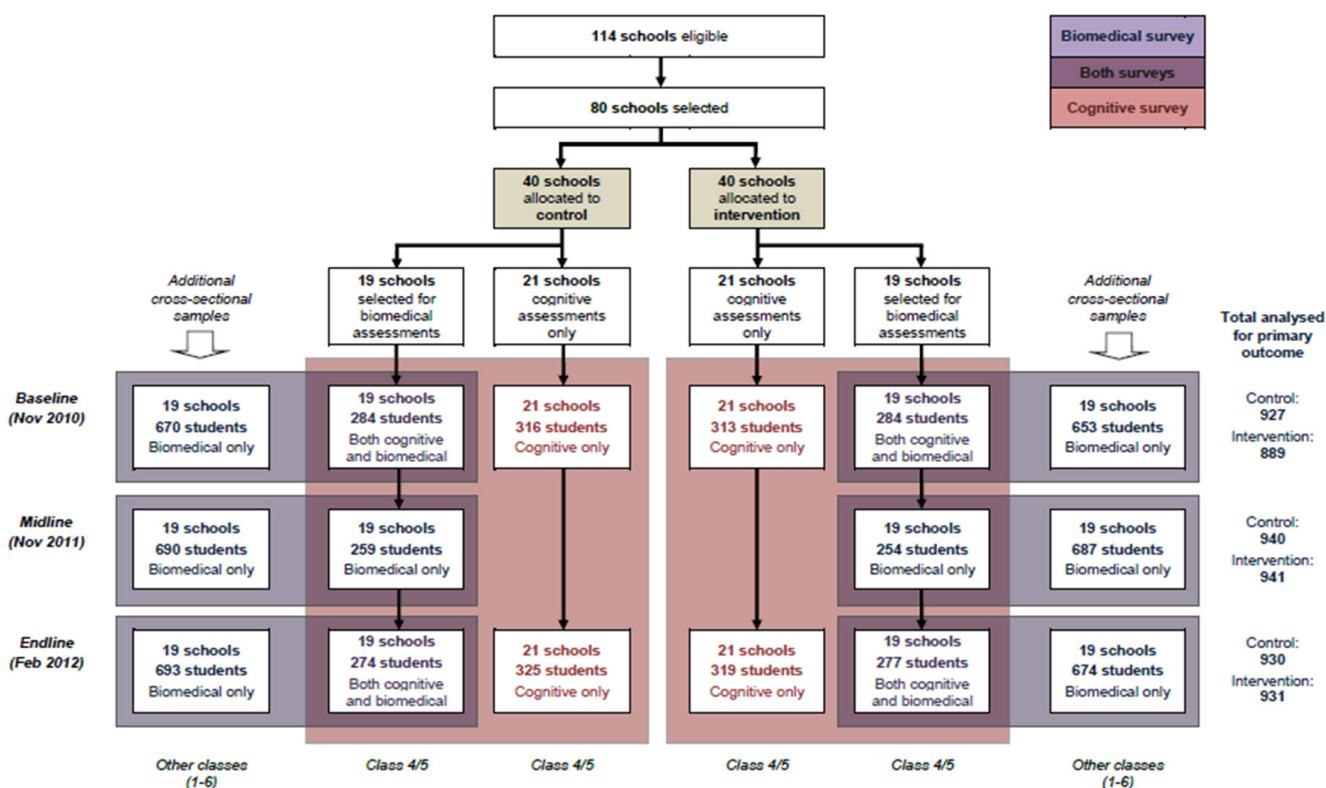 114 schools eligible
Biomedical survey
Both surveys
Cognitive survey
80 schools selected
40 schools
allocated to
control
40 schools
allocated to
intervention
Additional
cross-sectional
samples
19 schools
selected for
biomedical
assessments
21 schools
cognitive
assessments
only
21 schools
cognitive
assessments
only
19 schools
selected for
biomedical
assessments
Additional
cross-sectional
samples
Total analysed
for primary
outcome
Baseline
(Nov 2010)
19 schools
670 students
Biomedical only
19 schools
284 students
Both cognitive
and biomedical
21 schools
316 students
Cognitive only
21 schools
313 students
Cognitive only
19 schools
284 students
Both cognitive
and biomedical
19 schools
653 students
Biomedical only
Control:
927
Intervention:
889
Midline
(Nov 2011)
19 schools
690 students
Biomedical only
19 schools
259 students
Biomedical only
19 schools
254 students
Biomedical only
19 schools
687 students
Biomedical only
Control:
940
Intervention:
941
Endline
(Feb 2012)
19 schools
693 students
Biomedical only
19 schools
274 students
Both cognitive
and biomedical
21 schools
325 students
Cognitive only
21 schools
319 students
Cognitive only
19 schools
277 students
Both cognitive
and biomedical
19 schools
674 students
Biomedical only
Control:
930
Intervention:
931
Other classes
(1-6)
Class 4/5
Class 4/5
Class 4/5
Class 4/5
Other classes
(1-6)